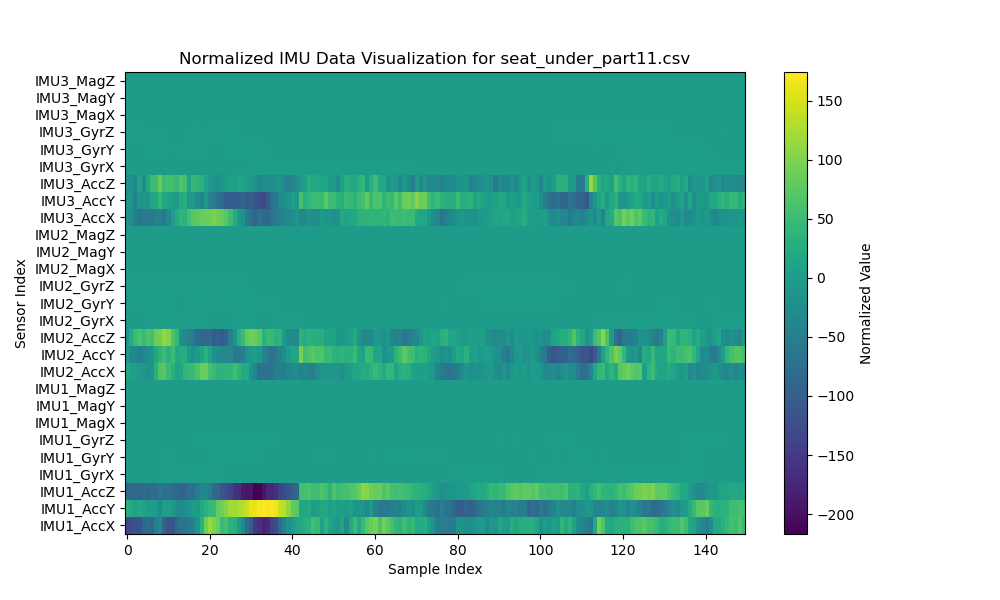 Normalized IMU Data Visualization for seat_under_part11.csv
IMU3_MagZ
IMU3_MagY
IMU3_MagX
IMU3_GyrZ
IMU3_GyrY
IMU3_GyrX
IMU3_AccZ
IMU3_AccY
IMU3_AccX
IMU2_MagZ
IMU2_MagY
IMU2_MagX
IMU2_GyrZ
IMU2_GyrY
IMU2_GyrX
IMU2_AccZ
IMU2_AccY
IMU2_AccX
IMU1_MagZ
IMU1_MagY
IMU1_MagX
IMU1_GyrZ
IMU1_GyrY
IMU1_GyrX
IMU1_AccZ
IMU1_AccY
IMU1_AccX
Sensor Index
0 20 40 60 80 100 120 140
Sample Index
150
100
50
0
−50
−100
−150
−200
Normalized Value